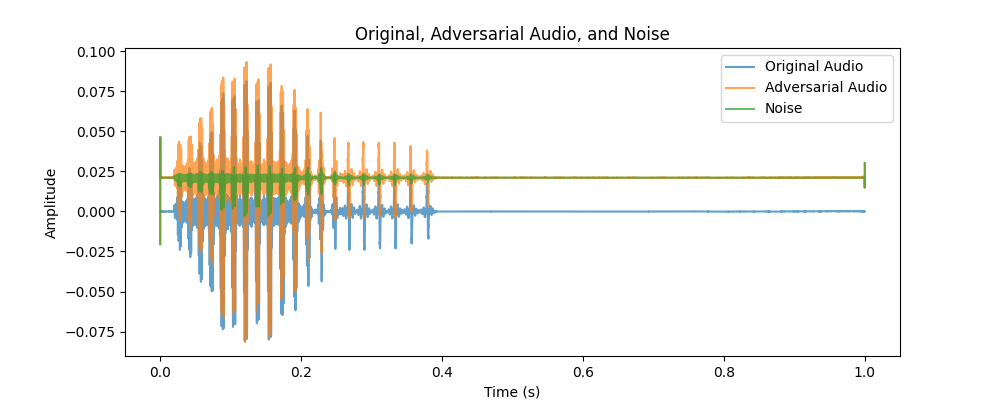 Original, Adversarial Audio, and Noise
Original Audio
Adversarial Audio
Noise
Amplitude
0.100
0.075
0.050
0.025
0.000
−0.025
−0.050
−0.075
0.0 0.2 0.4 0.6 0.8 1.0
Time (s)